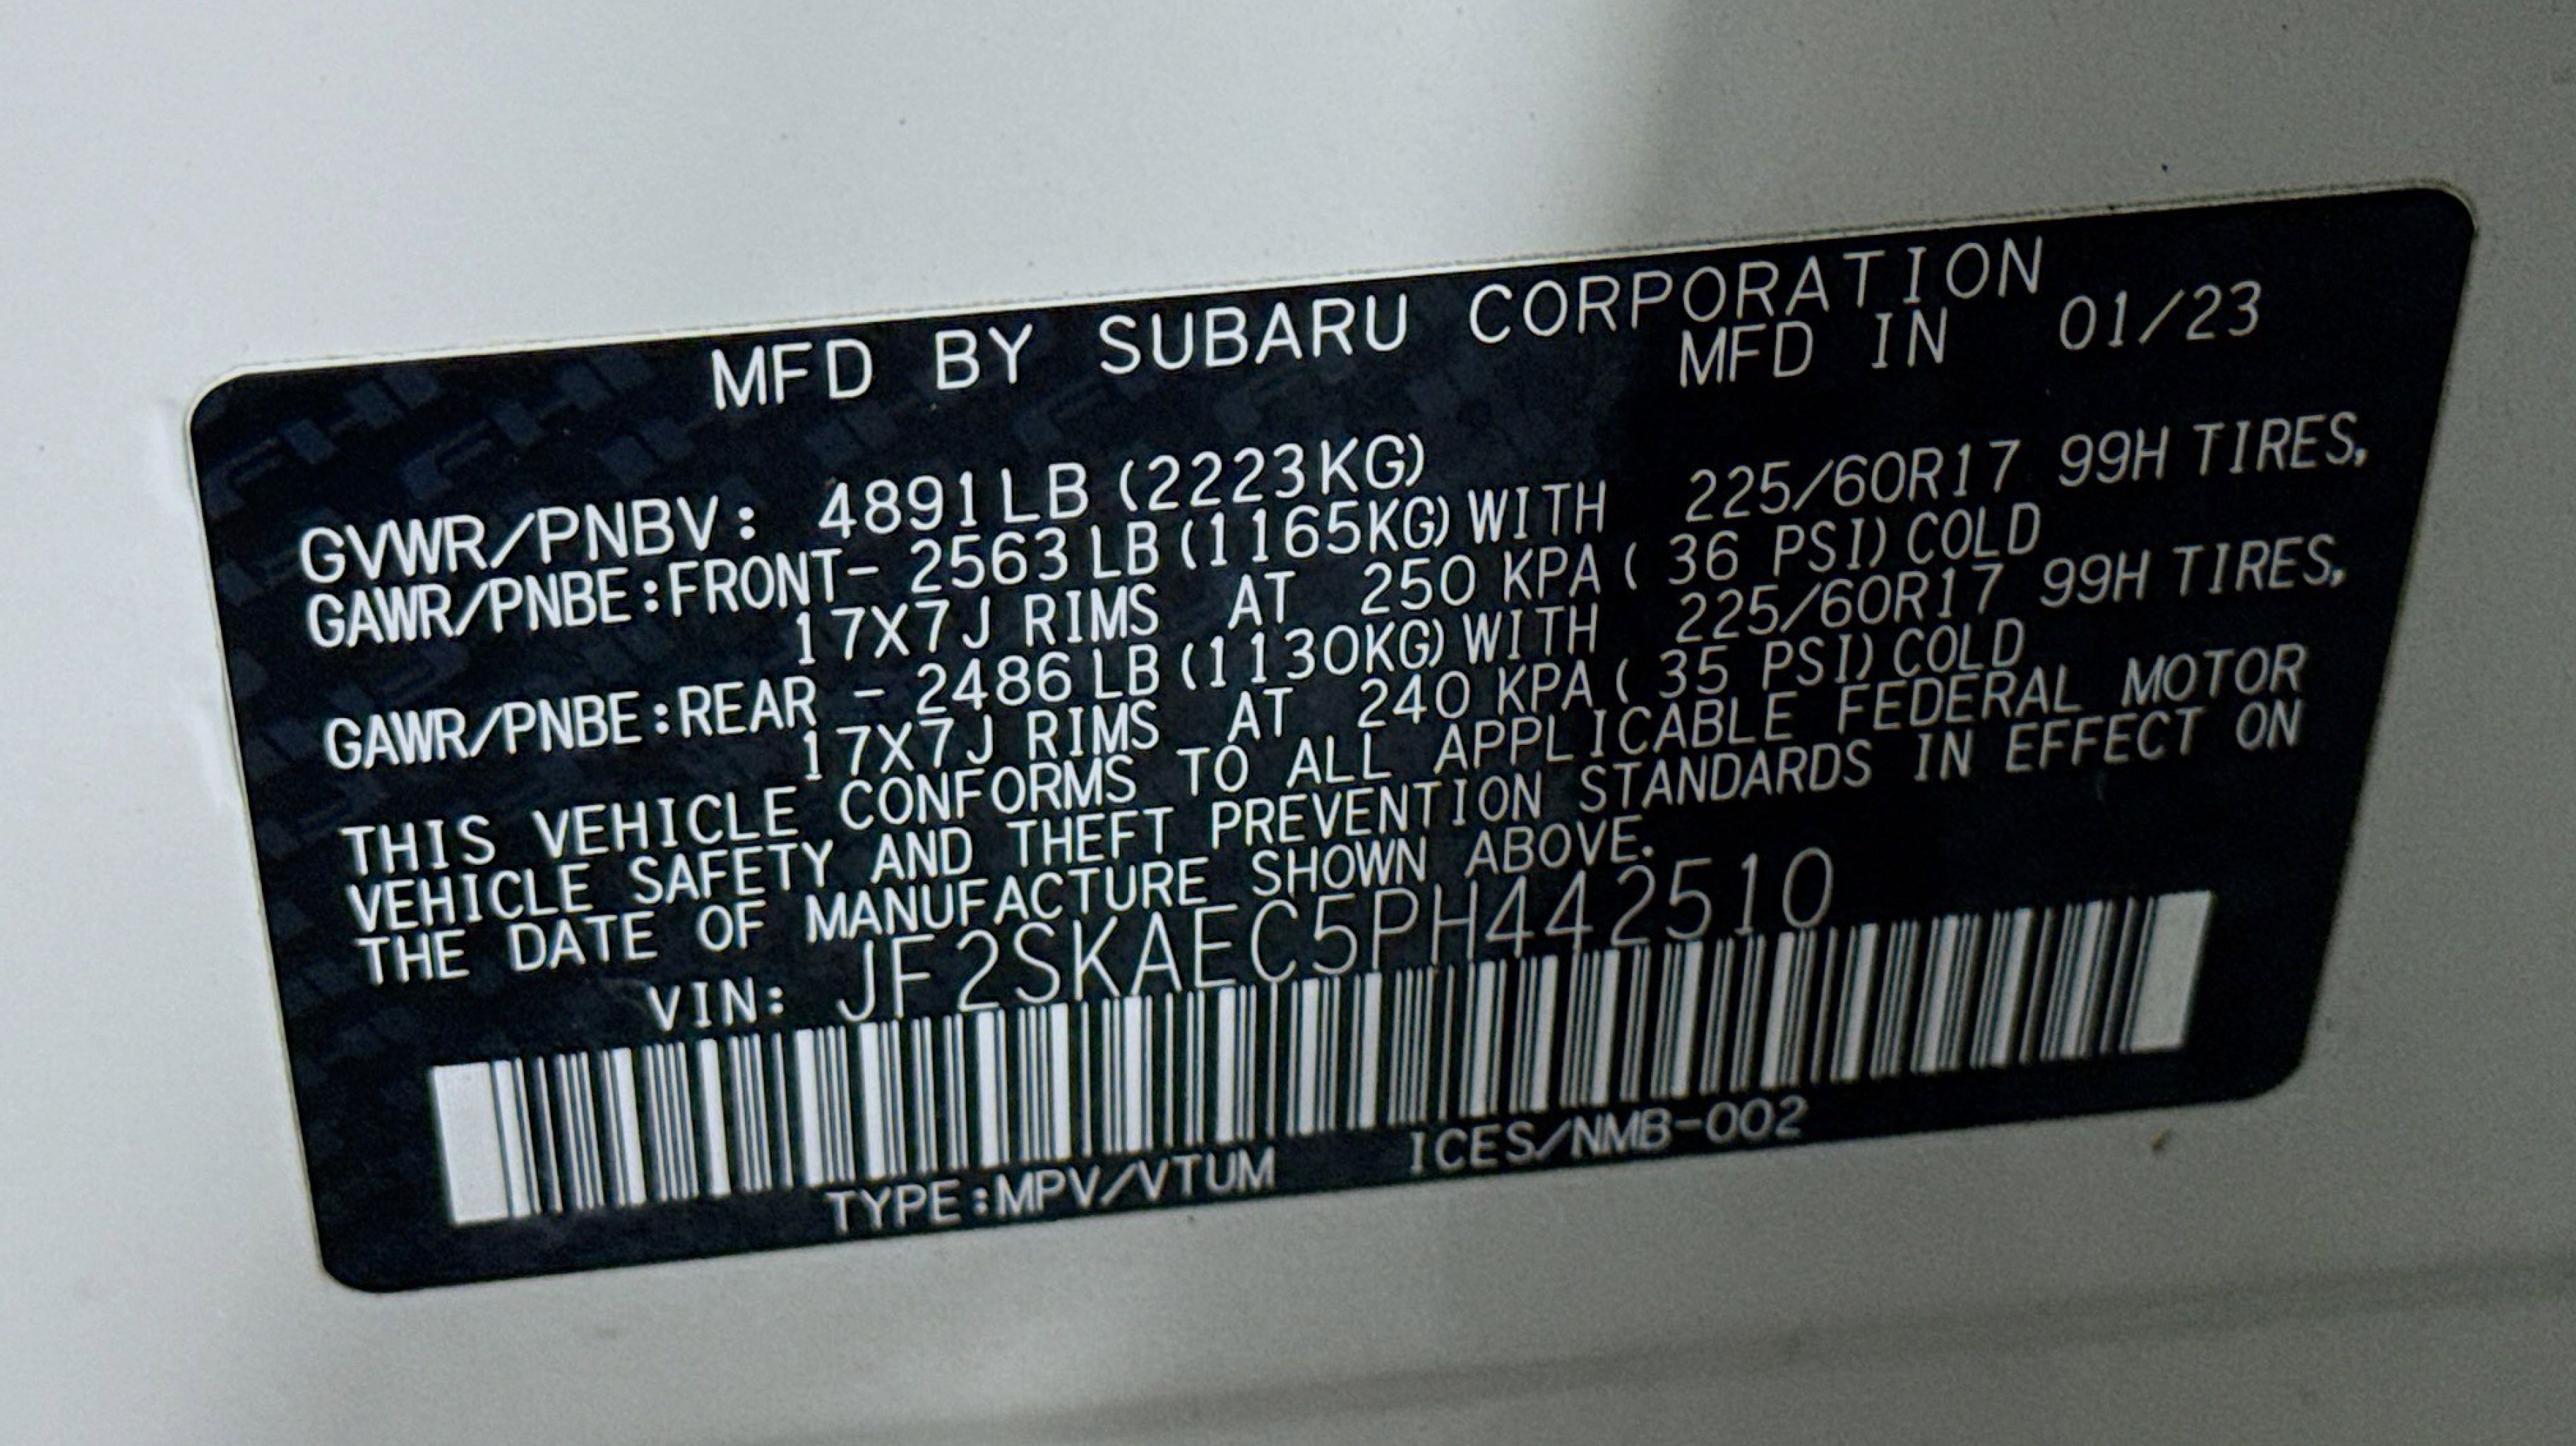 MFD BY SUBARU CORPORATION
MFD IN 01/23
GVWR/PNBV: 4891LB (2223KG)
GAWR/PNBE:FRONT- 2563LB (1165KG) WITH 225/60R17 99H TIRES,
17X7J RIMS AT 250 KPA ( 36 PSI) COLD
GAWR/PNBE:REAR - 2486LB (1130KG) WITH 225/60R17 99H TIRES,
17X7J RIMS AT 240 KPA ( 35 PSI) COLD
THIS VEHICLE CONFORMS TO ALL APPLICABLE FEDERAL MOTOR
VEHICLE SAFETY AND THEFT PREVENTION STANDARDS IN EFFECT ON
THE DATE OF MANUFACTURE SHOWN ABOVE.
VIN: JF2SKAEC5PH442510
TYPE:MPV/VTUM ICES/NMB-002